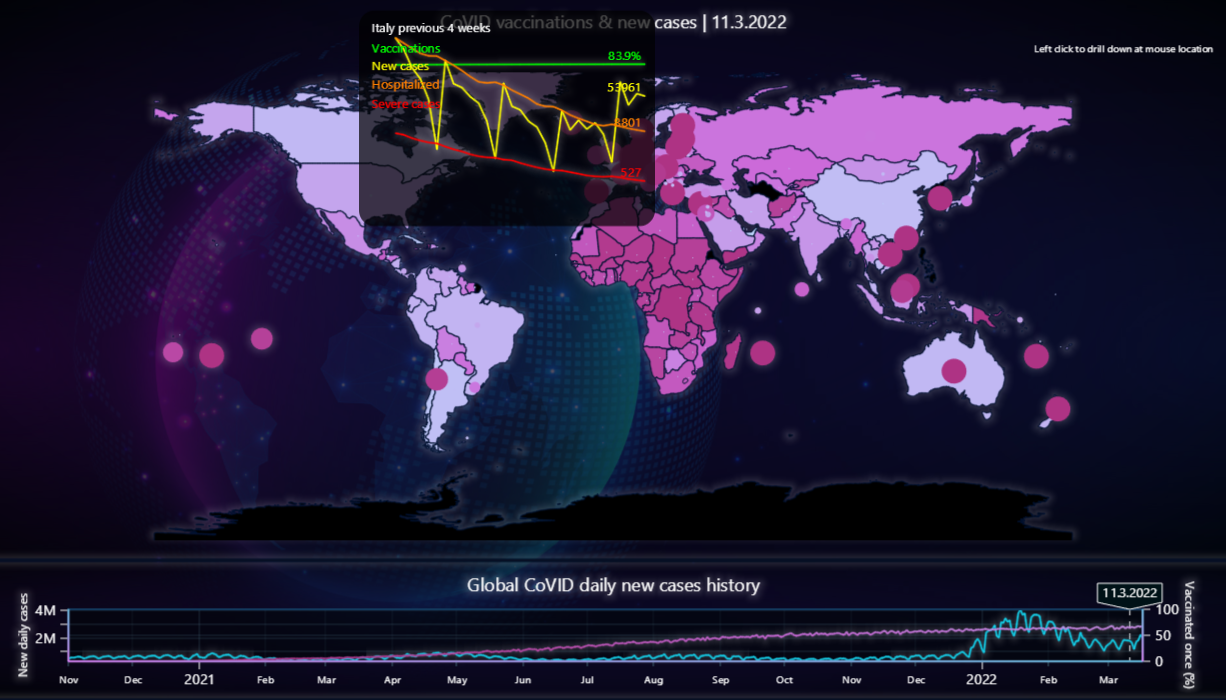 CoVID vaccinations & new cases | 11.3.2022
Left click to drill down at mouse location
Italy previous 4 weeks
Vaccinations
83.9%
New cases
53961
Hospitalized
8801
Severe cases
527
Global CoVID daily new cases history
11.3.2022
New daily cases
4M
2M
100
50
0
Vaccinated once (%)
Nov Dec 2021 Feb Mar Apr May Jun Jul Aug Sep Oct Nov Dec 2022 Feb Mar